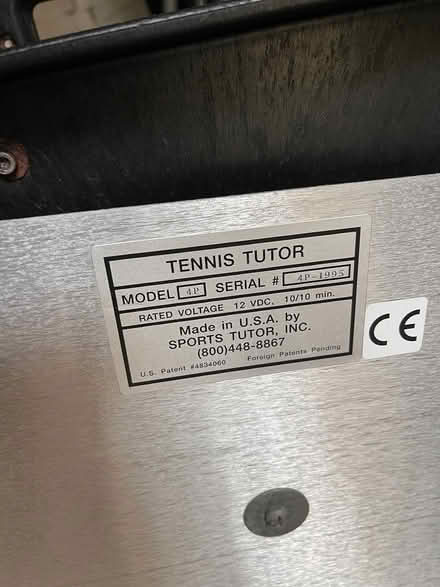 TENNIS TUTOR
MODEL 4P SERIAL # 4P-1995
RATED VOLTAGE 12 VDC. 10/10 min.
Made in U.S.A. by
SPORTS TUTOR, INC.
(800)448-8867
U.S. Patent #4834060 Foreign Patents Pending
CE